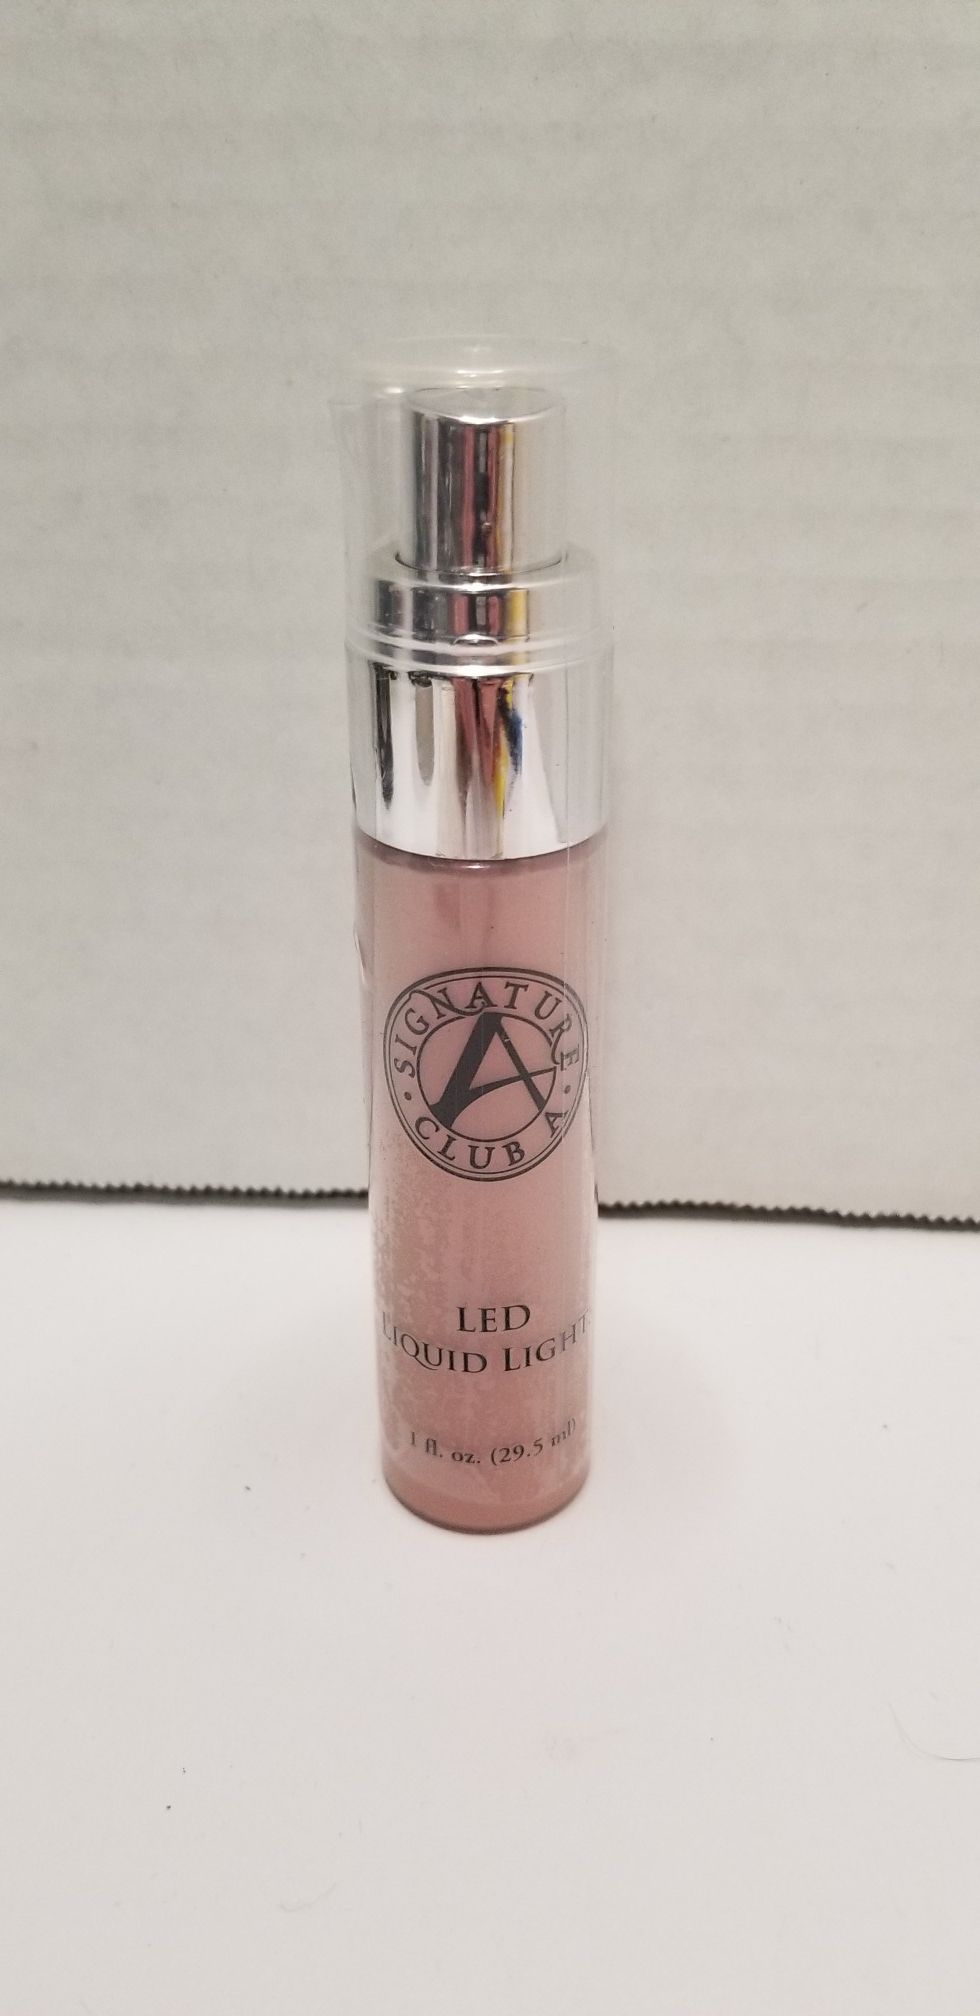 SIGNATURE
A
CLUB A
LED
LIQUID LIGHT
1 fl. oz. (29.5 ml)